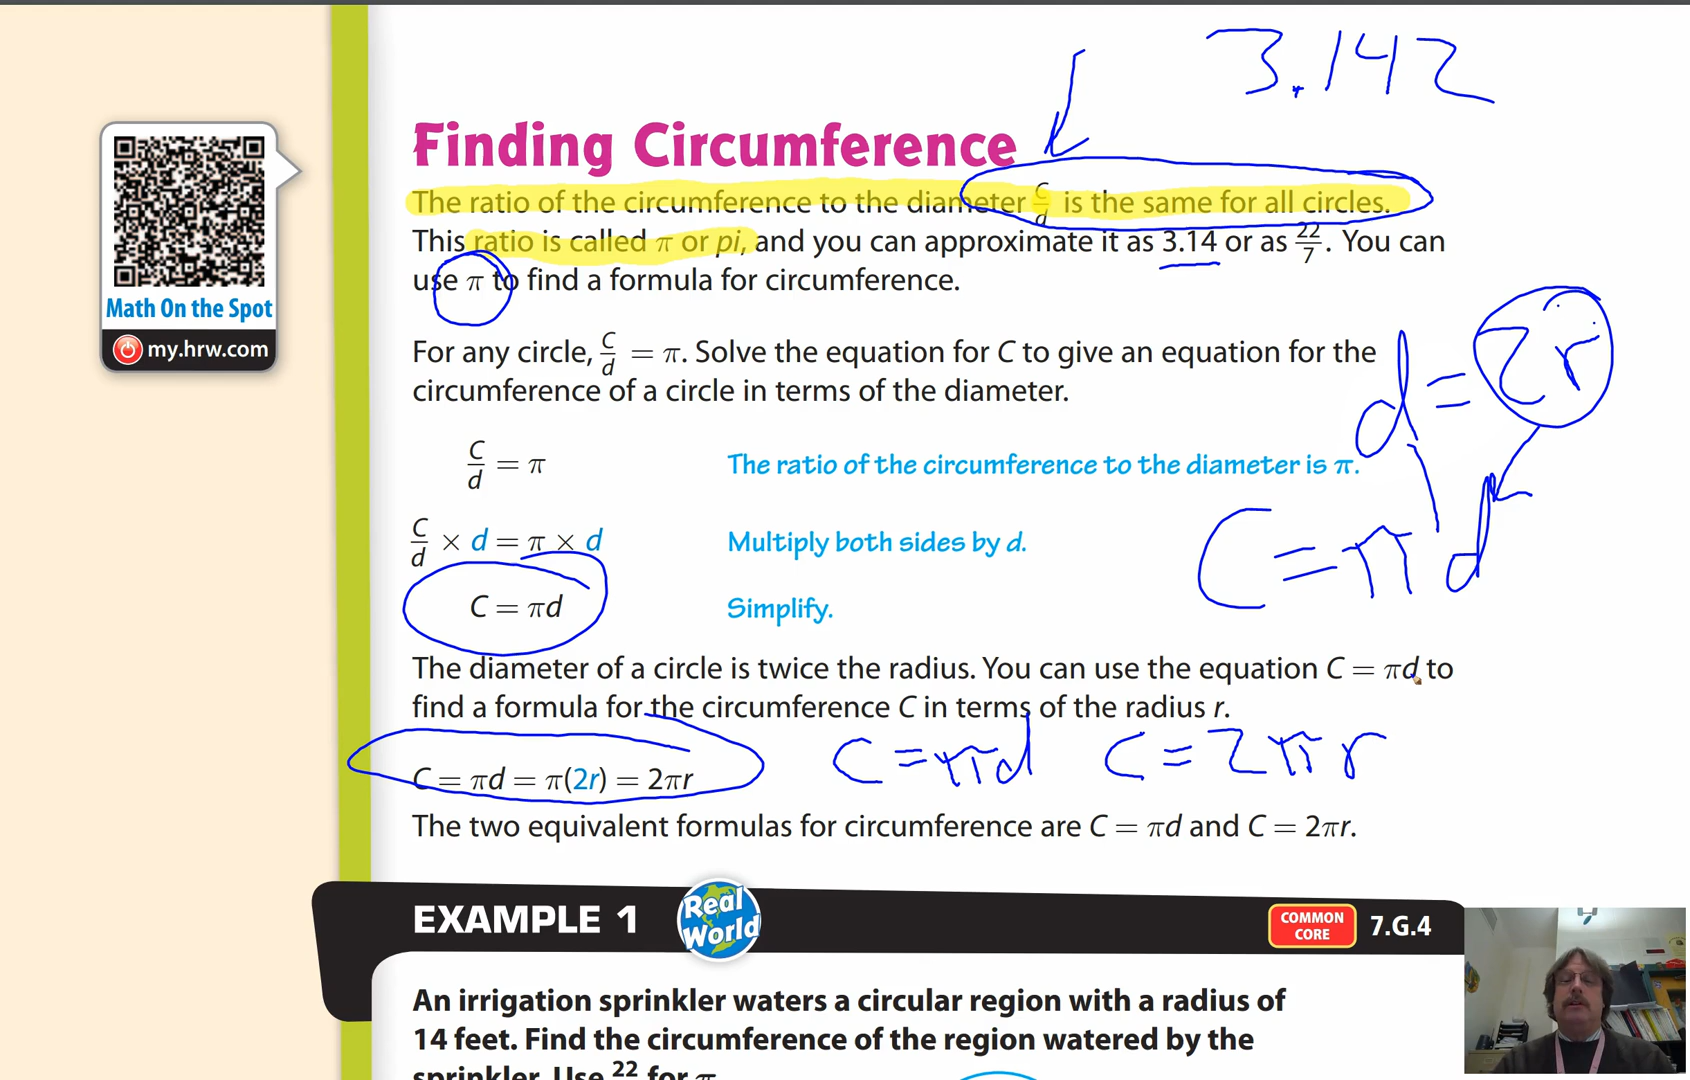 3.142
Finding Circumference
The ratio of the circumference to the diameter C/d is the same for all circles.
This ratio is called π or pi, and you can approximate it as 3.14 or as 22/7. You can
use π to find a formula for circumference.
Math On the Spot
my.hrw.com
For any circle, C/d = π. Solve the equation for C to give an equation for the
circumference of a circle in terms of the diameter.
d = 2r
C/d = π The ratio of the circumference to the diameter is π.
C/d × d = π × d Multiply both sides by d.
C = πd
C = πd Simplify.
The diameter of a circle is twice the radius. You can use the equation C = πd to
find a formula for the circumference C in terms of the radius r.
C = πd C = 2πr
C = πd = π(2r) = 2πr
The two equivalent formulas for circumference are C = πd and C = 2πr.
EXAMPLE 1 Real World COMMON CORE 7.G.4
An irrigation sprinkler waters a circular region with a radius of
14 feet. Find the circumference of the region watered by the
sprinkler. Use 22 for π